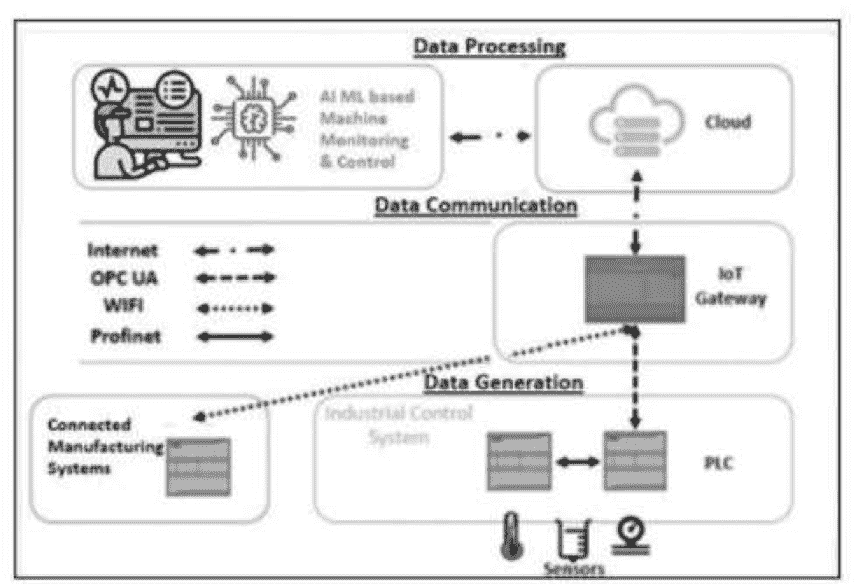 Data Processing
AI ML based
Machine
Monitoring
& Control
Cloud
Data Communication
Internet
OPC UA
WIFI
Profinet
IoT
Gateway
Data Generation
Connected
Manufacturing
Systems
Industrial Control
System
PLC
Sensors